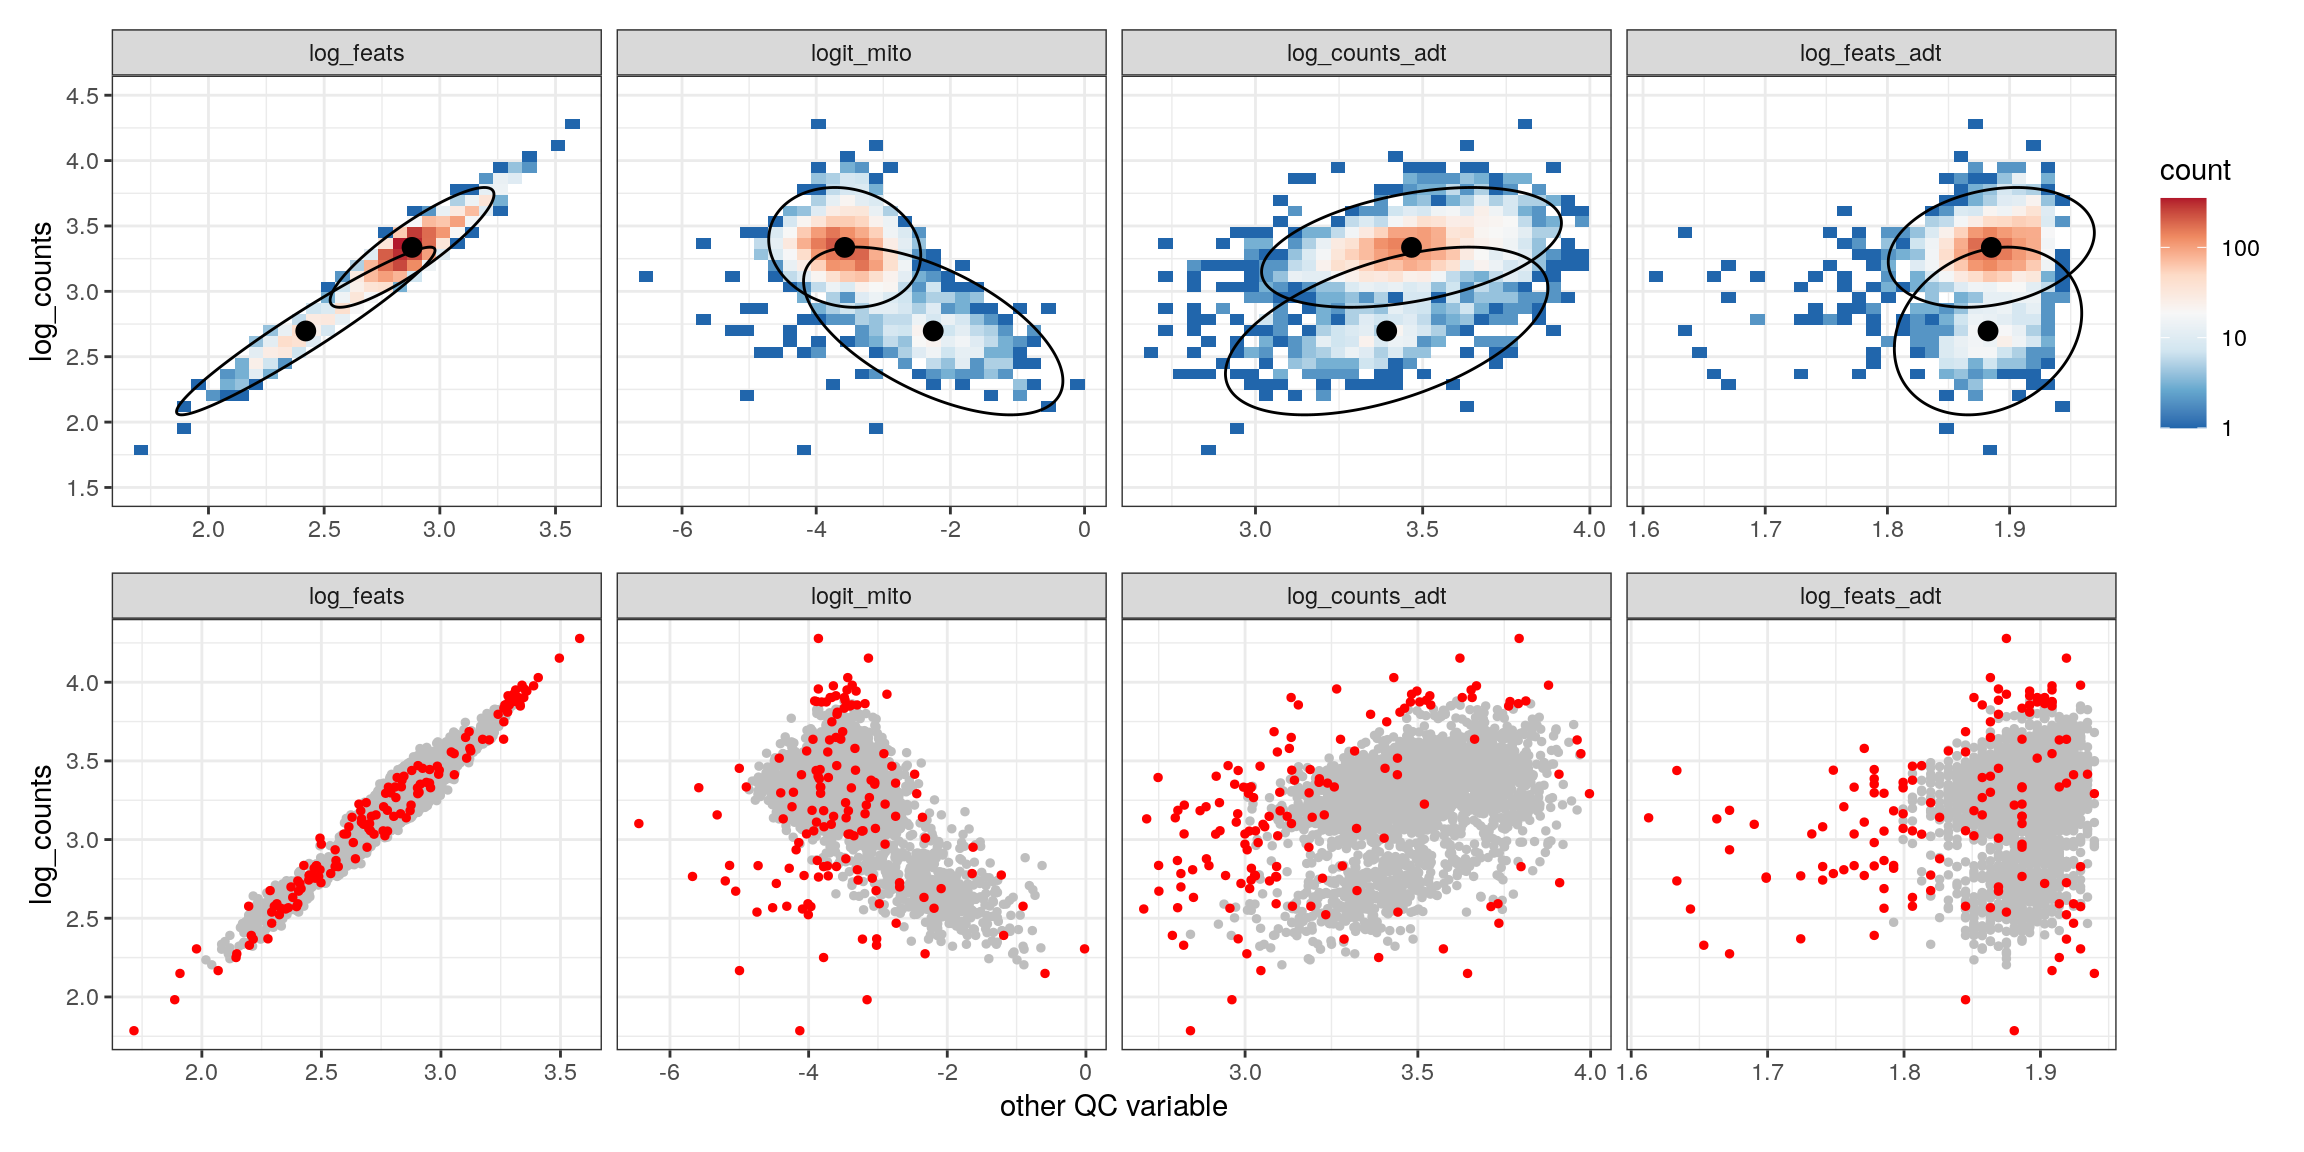 log_feats logit_mito log_counts_adt log_feats_adt
log_counts
4.5
4.0
3.5
3.0
2.5
2.0
1.5
2.0 2.5 3.0 3.5 -6 -4 -2 0 3.0 3.5 4.0 1.6 1.7 1.8 1.9
count
100
10
1
log_feats logit_mito log_counts_adt log_feats_adt
log_counts
4.0
3.5
3.0
2.5
2.0
2.0 2.5 3.0 3.5 -6 -4 -2 0 3.0 3.5 4.0 1.6 1.7 1.8 1.9
other QC variable